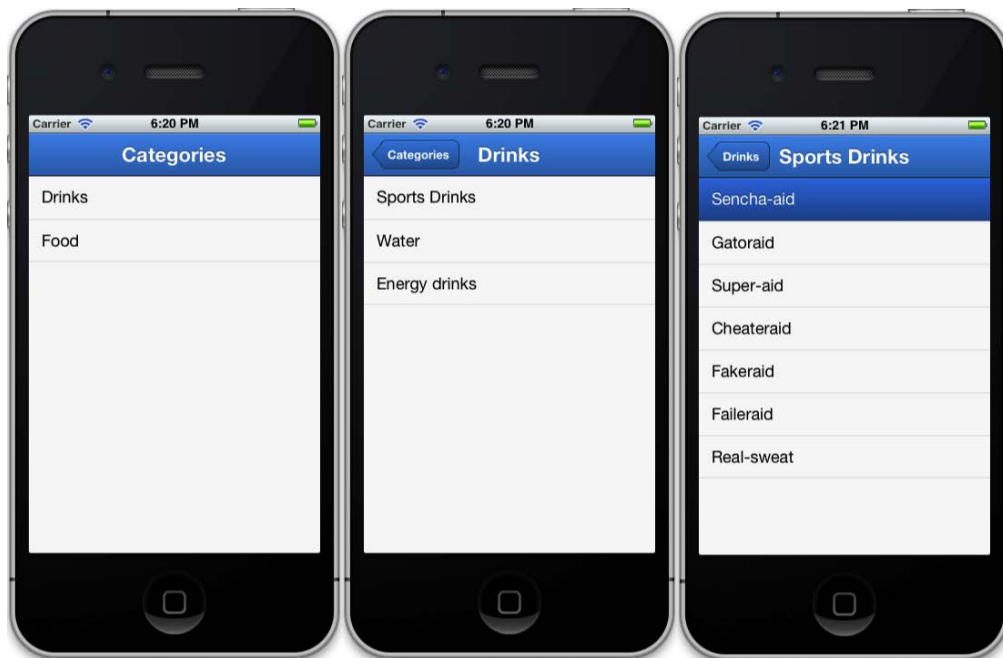 Carrier 6:20 PM
Categories
Drinks
Food
Carrier 6:20 PM
Categories Drinks
Sports Drinks
Water
Energy drinks
Carrier 6:21 PM
Drinks Sports Drinks
Sencha-aid
Gatoraid
Super-aid
Cheateraid
Fakeraid
Faileraid
Real-sweat